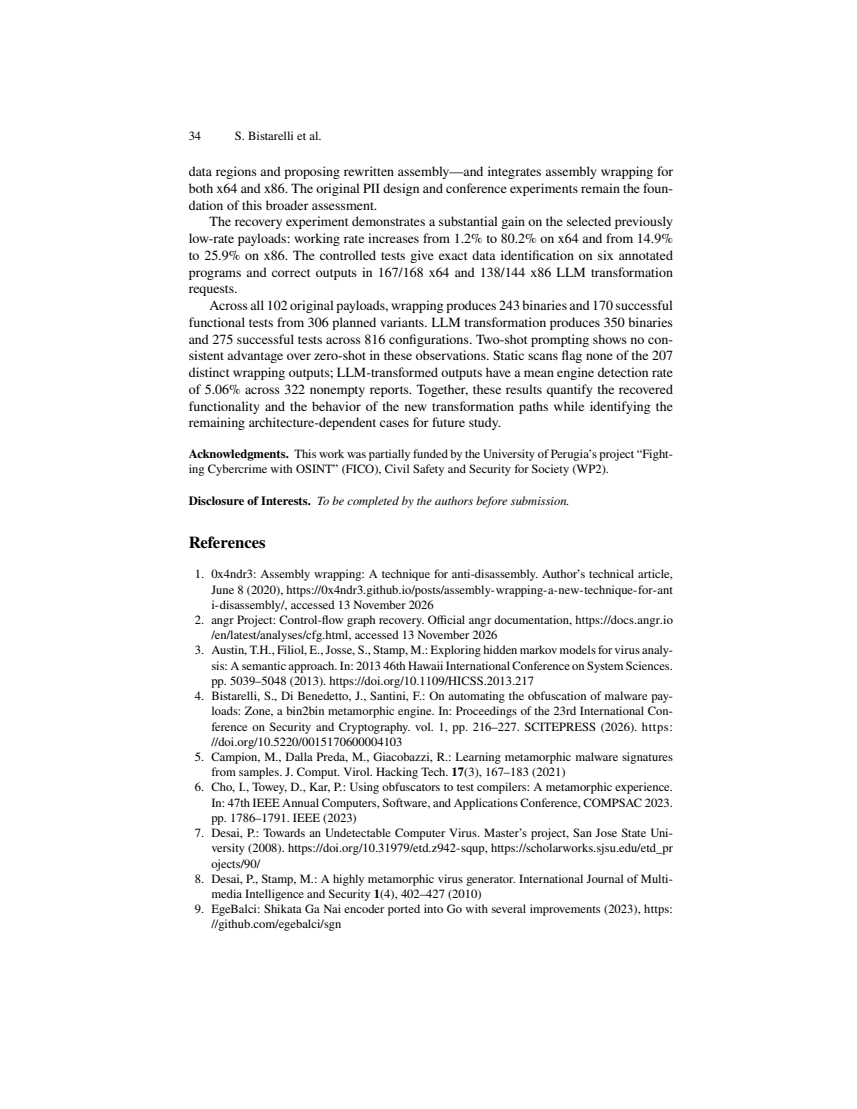 34 S. Bistarelli et al.
data regions and proposing rewritten assembly—and integrates assembly wrapping for
both x64 and x86. The original PII design and conference experiments remain the foun-
dation of this broader assessment.
The recovery experiment demonstrates a substantial gain on the selected previously
low-rate payloads: working rate increases from 1.2% to 80.2% on x64 and from 14.9%
to 25.9% on x86. The controlled tests give exact data identification on six annotated
programs and correct outputs in 167/168 x64 and 138/144 x86 LLM transformation
requests.
Across all 102 original payloads, wrapping produces 243 binaries and 170 successful
functional tests from 306 planned variants. LLM transformation produces 350 binaries
and 275 successful tests across 816 configurations. Two-shot prompting shows no con-
sistent advantage over zero-shot in these observations. Static scans flag none of the 207
distinct wrapping outputs; LLM-transformed outputs have a mean engine detection rate
of 5.06% across 322 nonempty reports. Together, these results quantify the recovered
functionality and the behavior of the new transformation paths while identifying the
remaining architecture-dependent cases for future study.
Acknowledgments. This work was partially funded by the University of Perugia's project “Fight-
ing Cybercrime with OSINT” (FICO), Civil Safety and Security for Society (WP2).
Disclosure of Interests. To be completed by the authors before submission.
References
1. 0x4ndr3: Assembly wrapping: A technique for anti-disassembly. Author's technical article,
June 8 (2020), https://0x4ndr3.github.io/posts/assembly-wrapping-a-new-technique-for-ant
i-disassembly/, accessed 13 November 2026
2. angr Project: Control-flow graph recovery. Official angr documentation, https://docs.angr.io
/en/latest/analyses/cfg.html, accessed 13 November 2026
3. Austin, T.H., Filiol, E., Josse, S., Stamp, M.: Exploring hidden markov models for virus analy-
sis: A semantic approach. In: 2013 46th Hawaii International Conference on System Sciences.
pp. 5039–5048 (2013). https://doi.org/10.1109/HICSS.2013.217
4. Bistarelli, S., Di Benedetto, J., Santini, F.: On automating the obfuscation of malware pay-
loads: Zone, a bin2bin metamorphic engine. In: Proceedings of the 23rd International Con-
ference on Security and Cryptography. vol. 1, pp. 216–227. SCITEPRESS (2026). https:
//doi.org/10.5220/0015170600004103
5. Campion, M., Dalla Preda, M., Giacobazzi, R.: Learning metamorphic malware signatures
from samples. J. Comput. Virol. Hacking Tech. 17(3), 167–183 (2021)
6. Cho, I., Towey, D., Kar, P.: Using obfuscators to test compilers: A metamorphic experience.
In: 47th IEEE Annual Computers, Software, and Applications Conference, COMPSAC 2023.
pp. 1786–1791. IEEE (2023)
7. Desai, P.: Towards an Undetectable Computer Virus. Master's project, San Jose State Uni-
versity (2008). https://doi.org/10.31979/etd.z942-squp, https://scholarworks.sjsu.edu/etd_pr
ojects/90/
8. Desai, P., Stamp, M.: A highly metamorphic virus generator. International Journal of Multi-
media Intelligence and Security 1(4), 402–427 (2010)
9. EgeBalci: Shikata Ga Nai encoder ported into Go with several improvements (2023), https:
//github.com/egebalci/sgn